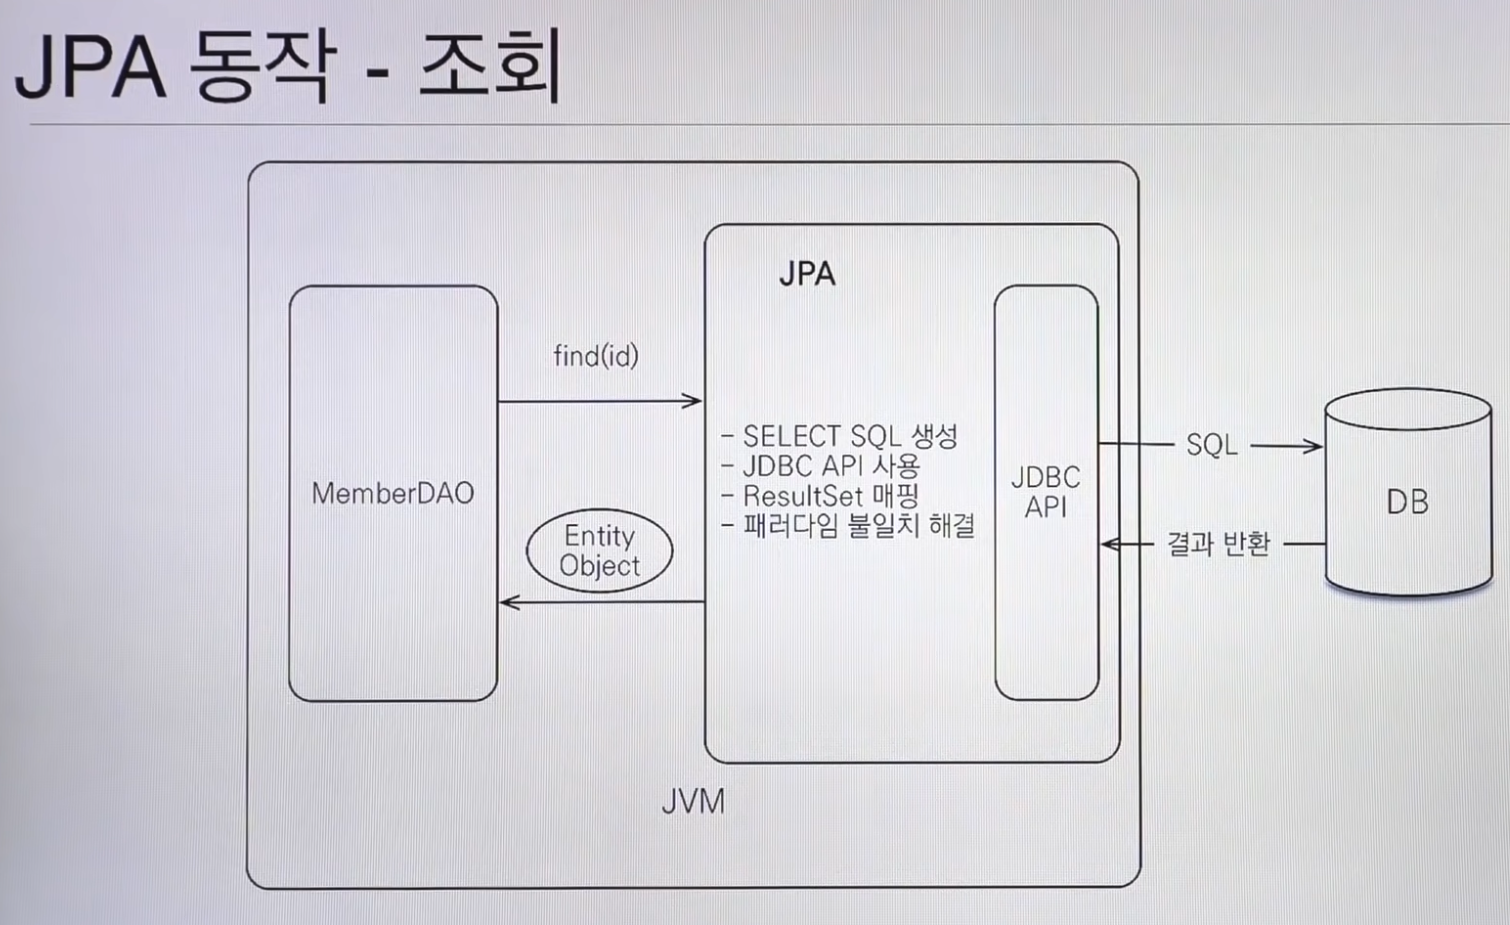 JPA 동작 - 조회
JPA
find(id)
- SELECT SQL 생성
- JDBC API 사용
- ResultSet 매핑
- 패러다임 불일치 해결
MemberDAO
Entity
Object
JDBC
API
SQL
결과 반환
DB
JVM